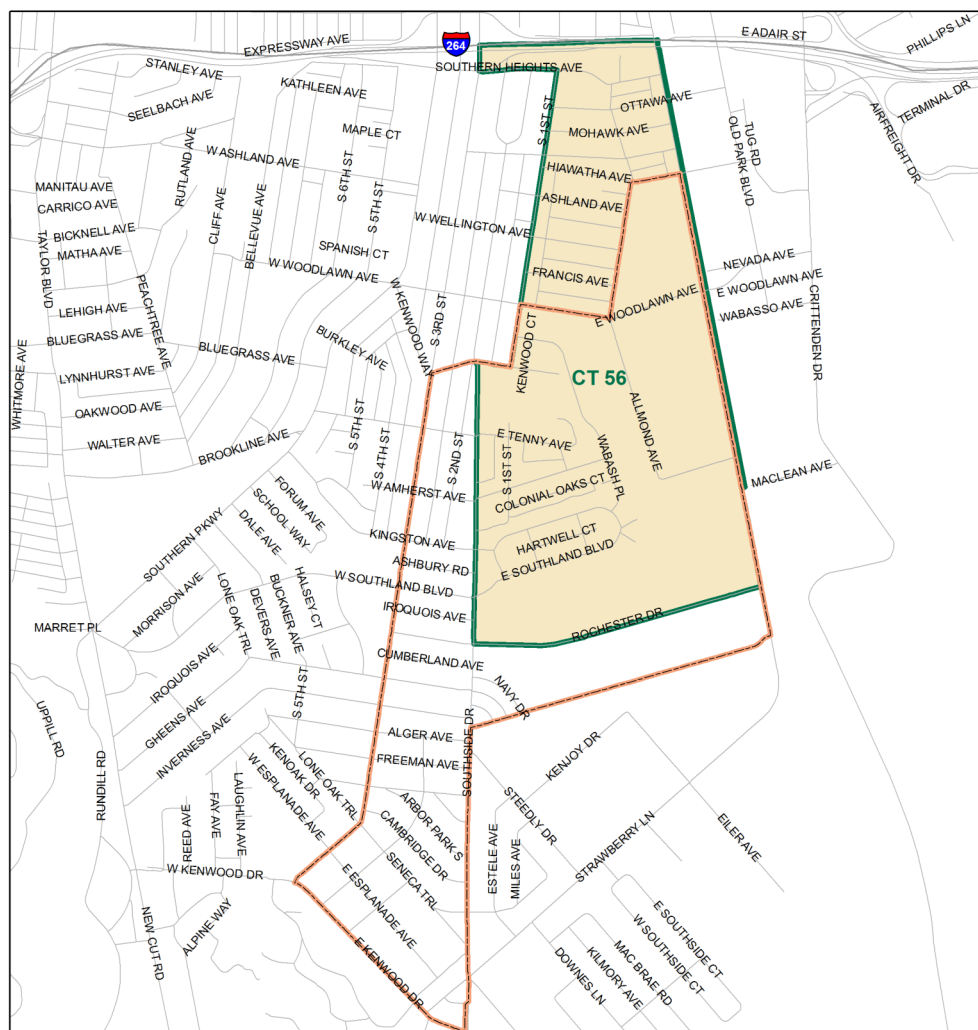 EXPRESSWAY AVE
264
E ADAIR ST
PHILLIPS LN
STANLEY AVE
SOUTHERN HEIGHTS AVE
SEELBACH AVE
KATHLEEN AVE
OTTAWA AVE
TERMINAL DR
AIRFREIGHT DR
MAPLE CT
S 1ST ST
MOHAWK AVE
TUG RD
OLD PARK BLVD
RUTLAND AVE
W ASHLAND AVE
S 6TH ST
HIAWATHA AVE
MANITAU AVE
S 5TH ST
ASHLAND AVE
CARRICO AVE
CLIFF AVE
BELLEVUE AVE
W WELLINGTON AVE
BICKNELL AVE
TAYLOR BLVD
MATHA AVE
SPANISH CT
W WOODLAWN AVE
FRANCIS AVE
NEVADA AVE
E WOODLAWN AVE
E WOODLAWN AVE
WABASSO AVE
CRITTENDEN DR
PEACHTREE AVE
W KENWOOD WAY
S 3RD ST
LEHIGH AVE
BLUEGRASS AVE
BLUEGRASS AVE
BURKLEY AVE
KENWOOD CT
WHITMORE AVE
LYNNHURST AVE
CT 56
ALLMOND AVE
OAKWOOD AVE
WALTER AVE
BROOKLINE AVE
S 5TH ST
S 4TH ST
S 2ND ST
E TENNY AVE
S 1ST ST
WABASH PL
MACLEAN AVE
W AMHERST AVE
COLONIAL OAKS CT
FORUM AVE
SCHOOL WAY
DALE AVE
SOUTHERN PKWY
KINGSTON AVE
HARTWELL CT
ASHBURY RD
E SOUTHLAND BLVD
W SOUTHLAND BLVD
MORRISON AVE
LONE OAK TRL
DEVERS AVE
BUCKNER AVE
HALSEY CT
IROQUOIS AVE
MARRET PL
ROCHESTER DR
IROQUOIS AVE
CUMBERLAND AVE
NAVY DR
S 5TH ST
GHEENS AVE
INVERNESS AVE
UPPILL RD
RUNDILL RD
ALGER AVE
SOUTHSIDE DR
FREEMAN AVE
KENJOY DR
LONE OAK TRL
KENOAK DR
W ESPLANADE AVE
REED AVE
FAY AVE
LAUGHLIN AVE
ARBOR PARK S
CAMBRIDGE DR
STEEDLY DR
EILER AVE
STRAWBERRY LN
ESTELE AVE
MILES AVE
W KENWOOD DR
SENECA TRL
E ESPLANADE AVE
NEW CUT RD
ALPINE WAY
E KENWOOD DR
E SOUTHSIDE CT
W SOUTHSIDE CT
MAC BRAE RD
KILMORY AVE
DOWNES LN